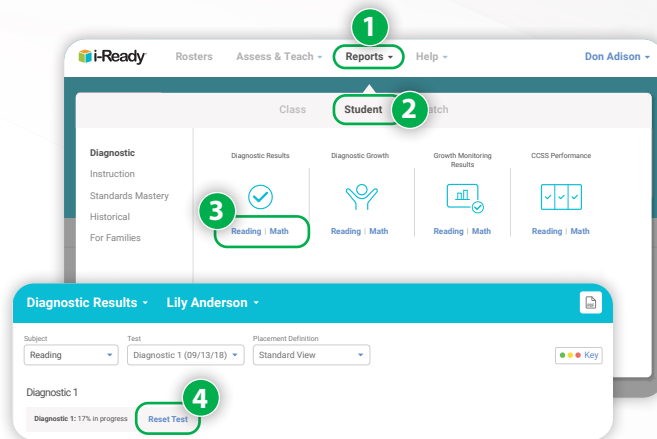 1
i-Ready Rosters Assess & Teach Reports Help Don Adison
Class Student 2
Diagnostic
Instruction
Standards Mastery
Historical
For Families
Diagnostic Results
Diagnostic Growth
Growth Monitoring
Results
CCSS Performance
3
Reading | Math
Reading | Math
Reading | Math
Reading | Math
Diagnostic Results Lily Anderson
Subject
Reading
Test
Diagnostic 1 (09/13/18)
Placement Definition
Standard View
Key
Diagnostic 1
4
Diagnostic 1: 17% in progress Reset Test